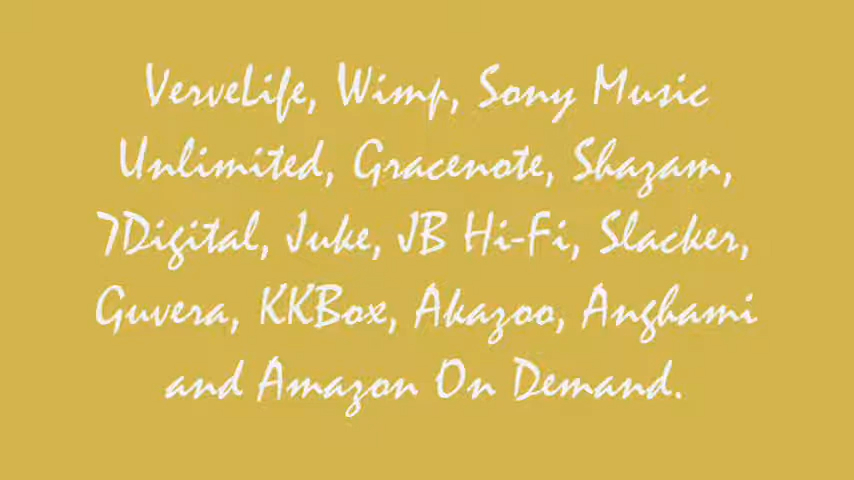 VerveLife, Wimp, Sony Music
Unlimited, Gracenote, Shazam,
7Digital, Juke, JB Hi-Fi, Slacker,
Guvera, KKBox, Akazoo, Anghami
and Amazon On Demand.